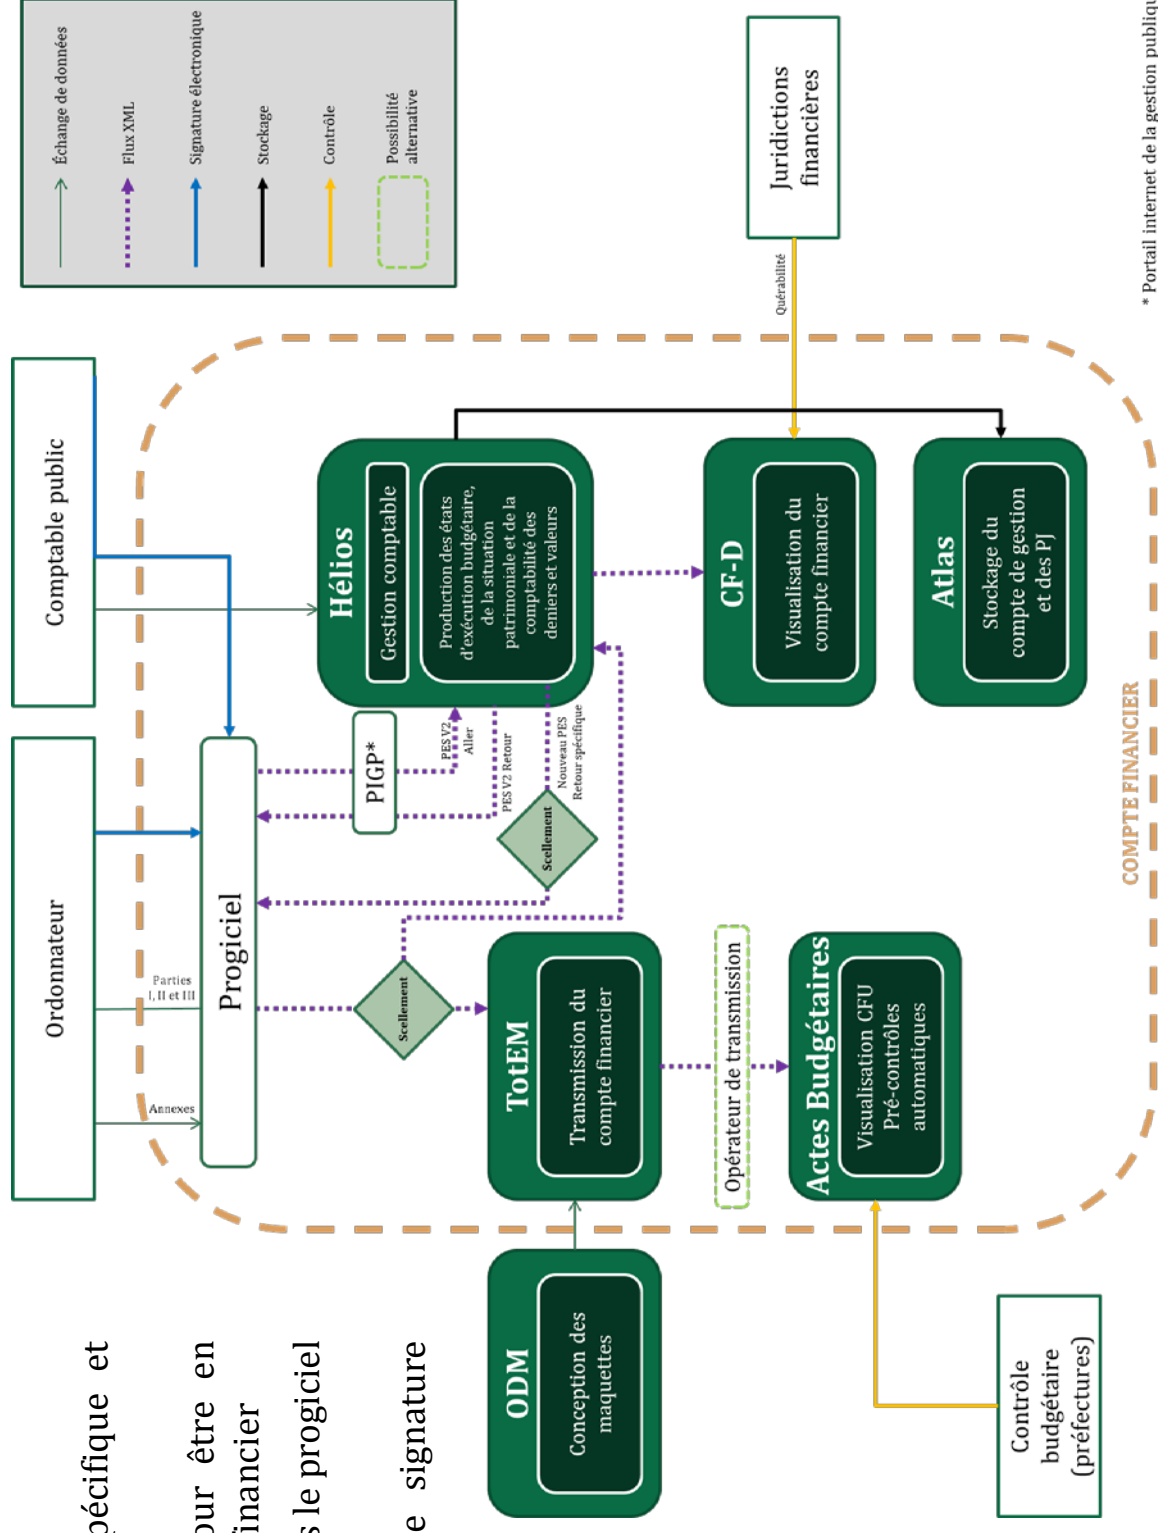 pécifique et
our être en
financier
s le progiciel
e signature
Ordonnateur
Comptable public
Échange de données
Flux XML
Signature électronique
Stockage
Contrôle
Possibilité
alternative
Annexes
Parties
I, II et III
Progiciel
PIGP*
PES V2
Aller
PES V2 Retour
Nouveau PES
Retour spécifique
Scellement
Scellement
Hélios
Gestion comptable
Production des états
d'exécution budgétaire,
de la situation
patrimoniale et de la
comptabilité des
deniers et valeurs
ODM
Conception des
maquettes
TotEM
Transmission du
compte financier
Opérateur de transmission
Actes Budgétaires
Visualisation CFU
Pré-contrôles
automatiques
CF-D
Visualisation du
compte financier
Atlas
Stockage du
compte de gestion
et des PJ
Quérabilité
Juridictions
financières
Contrôle
budgétaire
(préfectures)
COMPTE FINANCIER
* Portail internet de la gestion publique